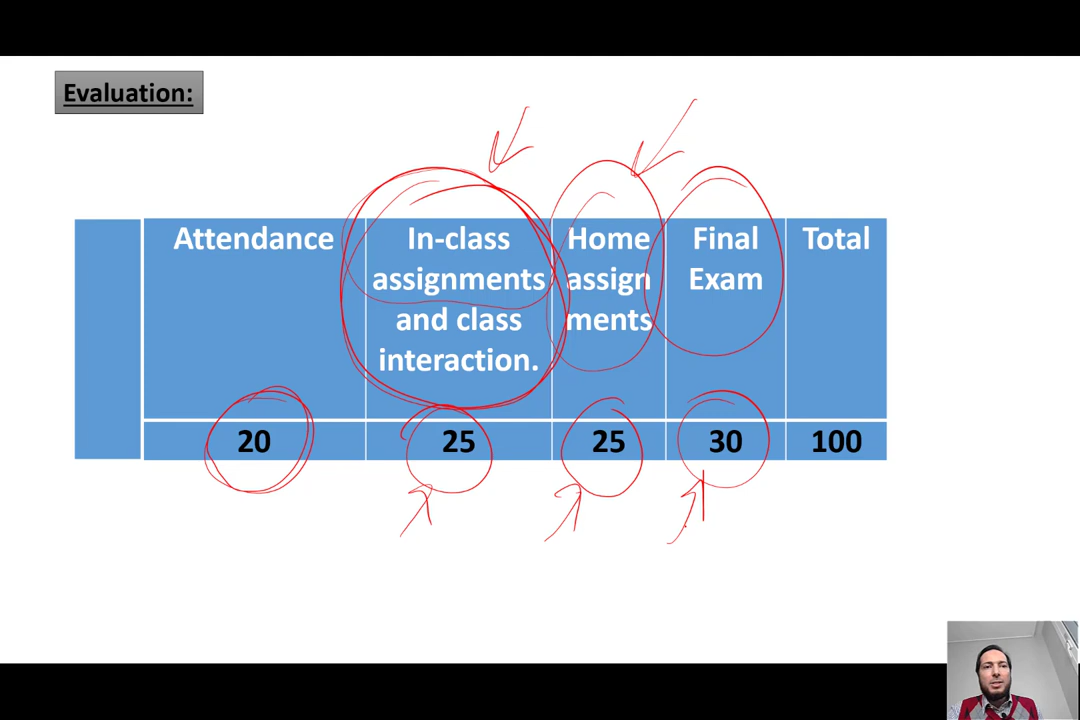 Evaluation:
Attendance
In-class
assignments
and class
interaction.
Home
assign
ments
Final
Exam
Total
20
25
25
30
100